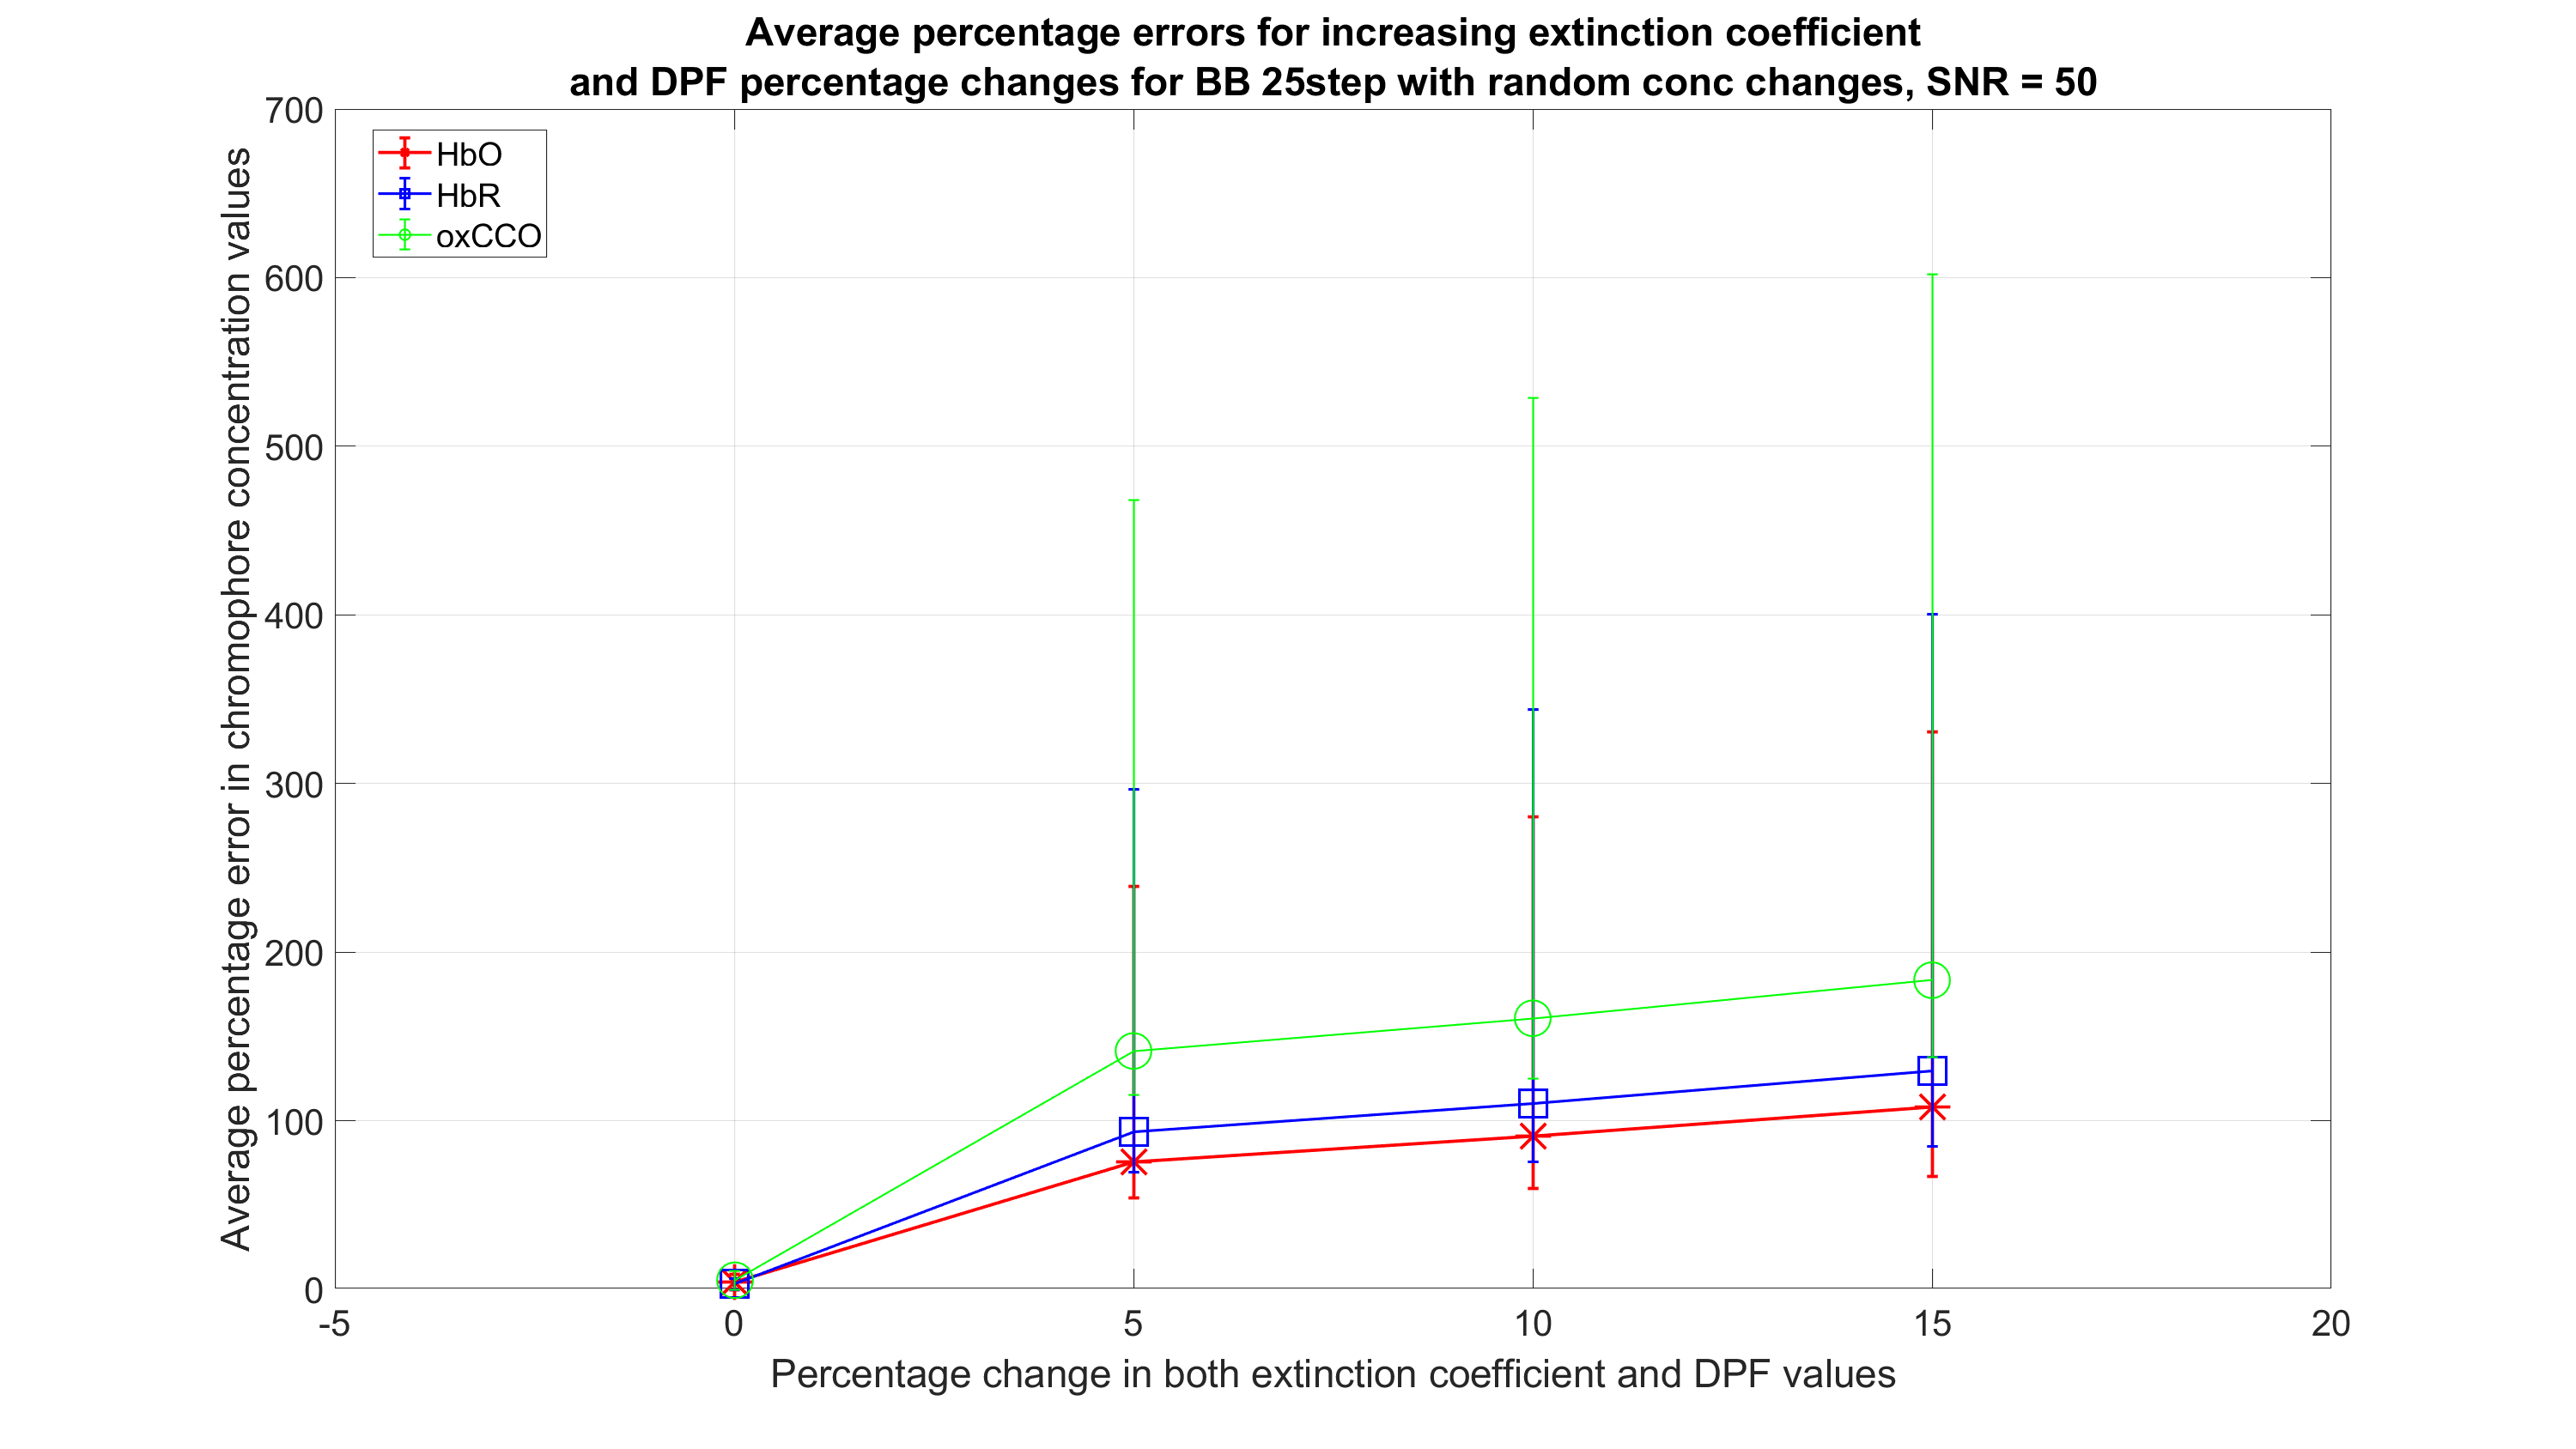 Average percentage errors for increasing extinction coefficient
and DPF percentage changes for BB 25step with random conc changes, SNR = 50
HbO
HbR
oxCCO
Average percentage error in chromophore concentration values
700
600
500
400
300
200
100
0
-5
0
5
10
15
20
Percentage change in both extinction coefficient and DPF values